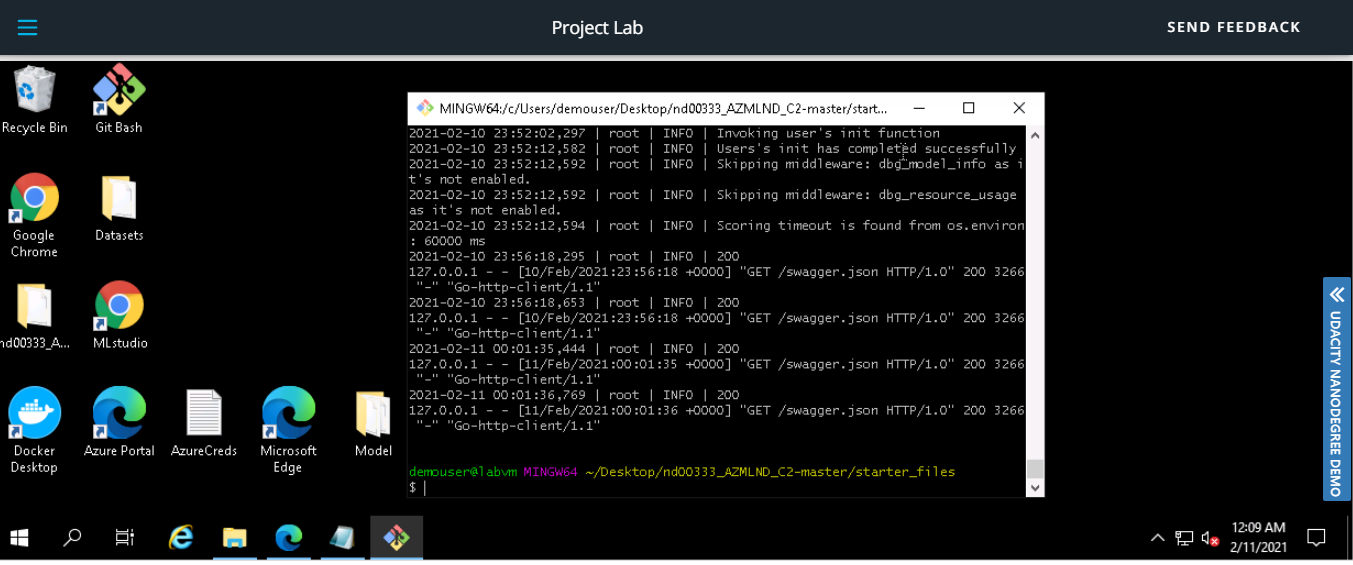 Project Lab
SEND FEEDBACK
Recycle Bin
Git Bash
Google
Chrome
Datasets
nd00333_A...
MLstudio
Docker
Desktop
Azure Portal
AzureCreds
Microsoft
Edge
Model
MINGW64:/c/Users/demouser/Desktop/nd00333_AZMLND_C2-master/start...
2021-02-10 23:52:02,297 | root | INFO | Invoking user's init function
2021-02-10 23:52:12,582 | root | INFO | Users's init has completed successfully
2021-02-10 23:52:12,592 | root | INFO | Skipping middleware: dbg_model_info as i
t's not enabled.
2021-02-10 23:52:12,592 | root | INFO | Skipping middleware: dbg_resource_usage
as it's not enabled.
2021-02-10 23:52:12,594 | root | INFO | Scoring timeout is found from os.environ
: 60000 ms
2021-02-10 23:56:18,295 | root | INFO | 200
127.0.0.1 - - [10/Feb/2021:23:56:18 +0000] "GET /swagger.json HTTP/1.0" 200 3266
"-" "Go-http-client/1.1"
2021-02-10 23:56:18,653 | root | INFO | 200
127.0.0.1 - - [10/Feb/2021:23:56:18 +0000] "GET /swagger.json HTTP/1.0" 200 3266
"-" "Go-http-client/1.1"
2021-02-11 00:01:35,444 | root | INFO | 200
127.0.0.1 - - [11/Feb/2021:00:01:35 +0000] "GET /swagger.json HTTP/1.0" 200 3266
"-" "Go-http-client/1.1"
2021-02-11 00:01:36,769 | root | INFO | 200
127.0.0.1 - - [11/Feb/2021:00:01:36 +0000] "GET /swagger.json HTTP/1.0" 200 3266
"-" "Go-http-client/1.1"
demouser@labvm MINGW64 ~/Desktop/nd00333_AZMLND_C2-master/starter_files
$
UDACITY NANODEGREE DEMO
12:09 AM
2/11/2021